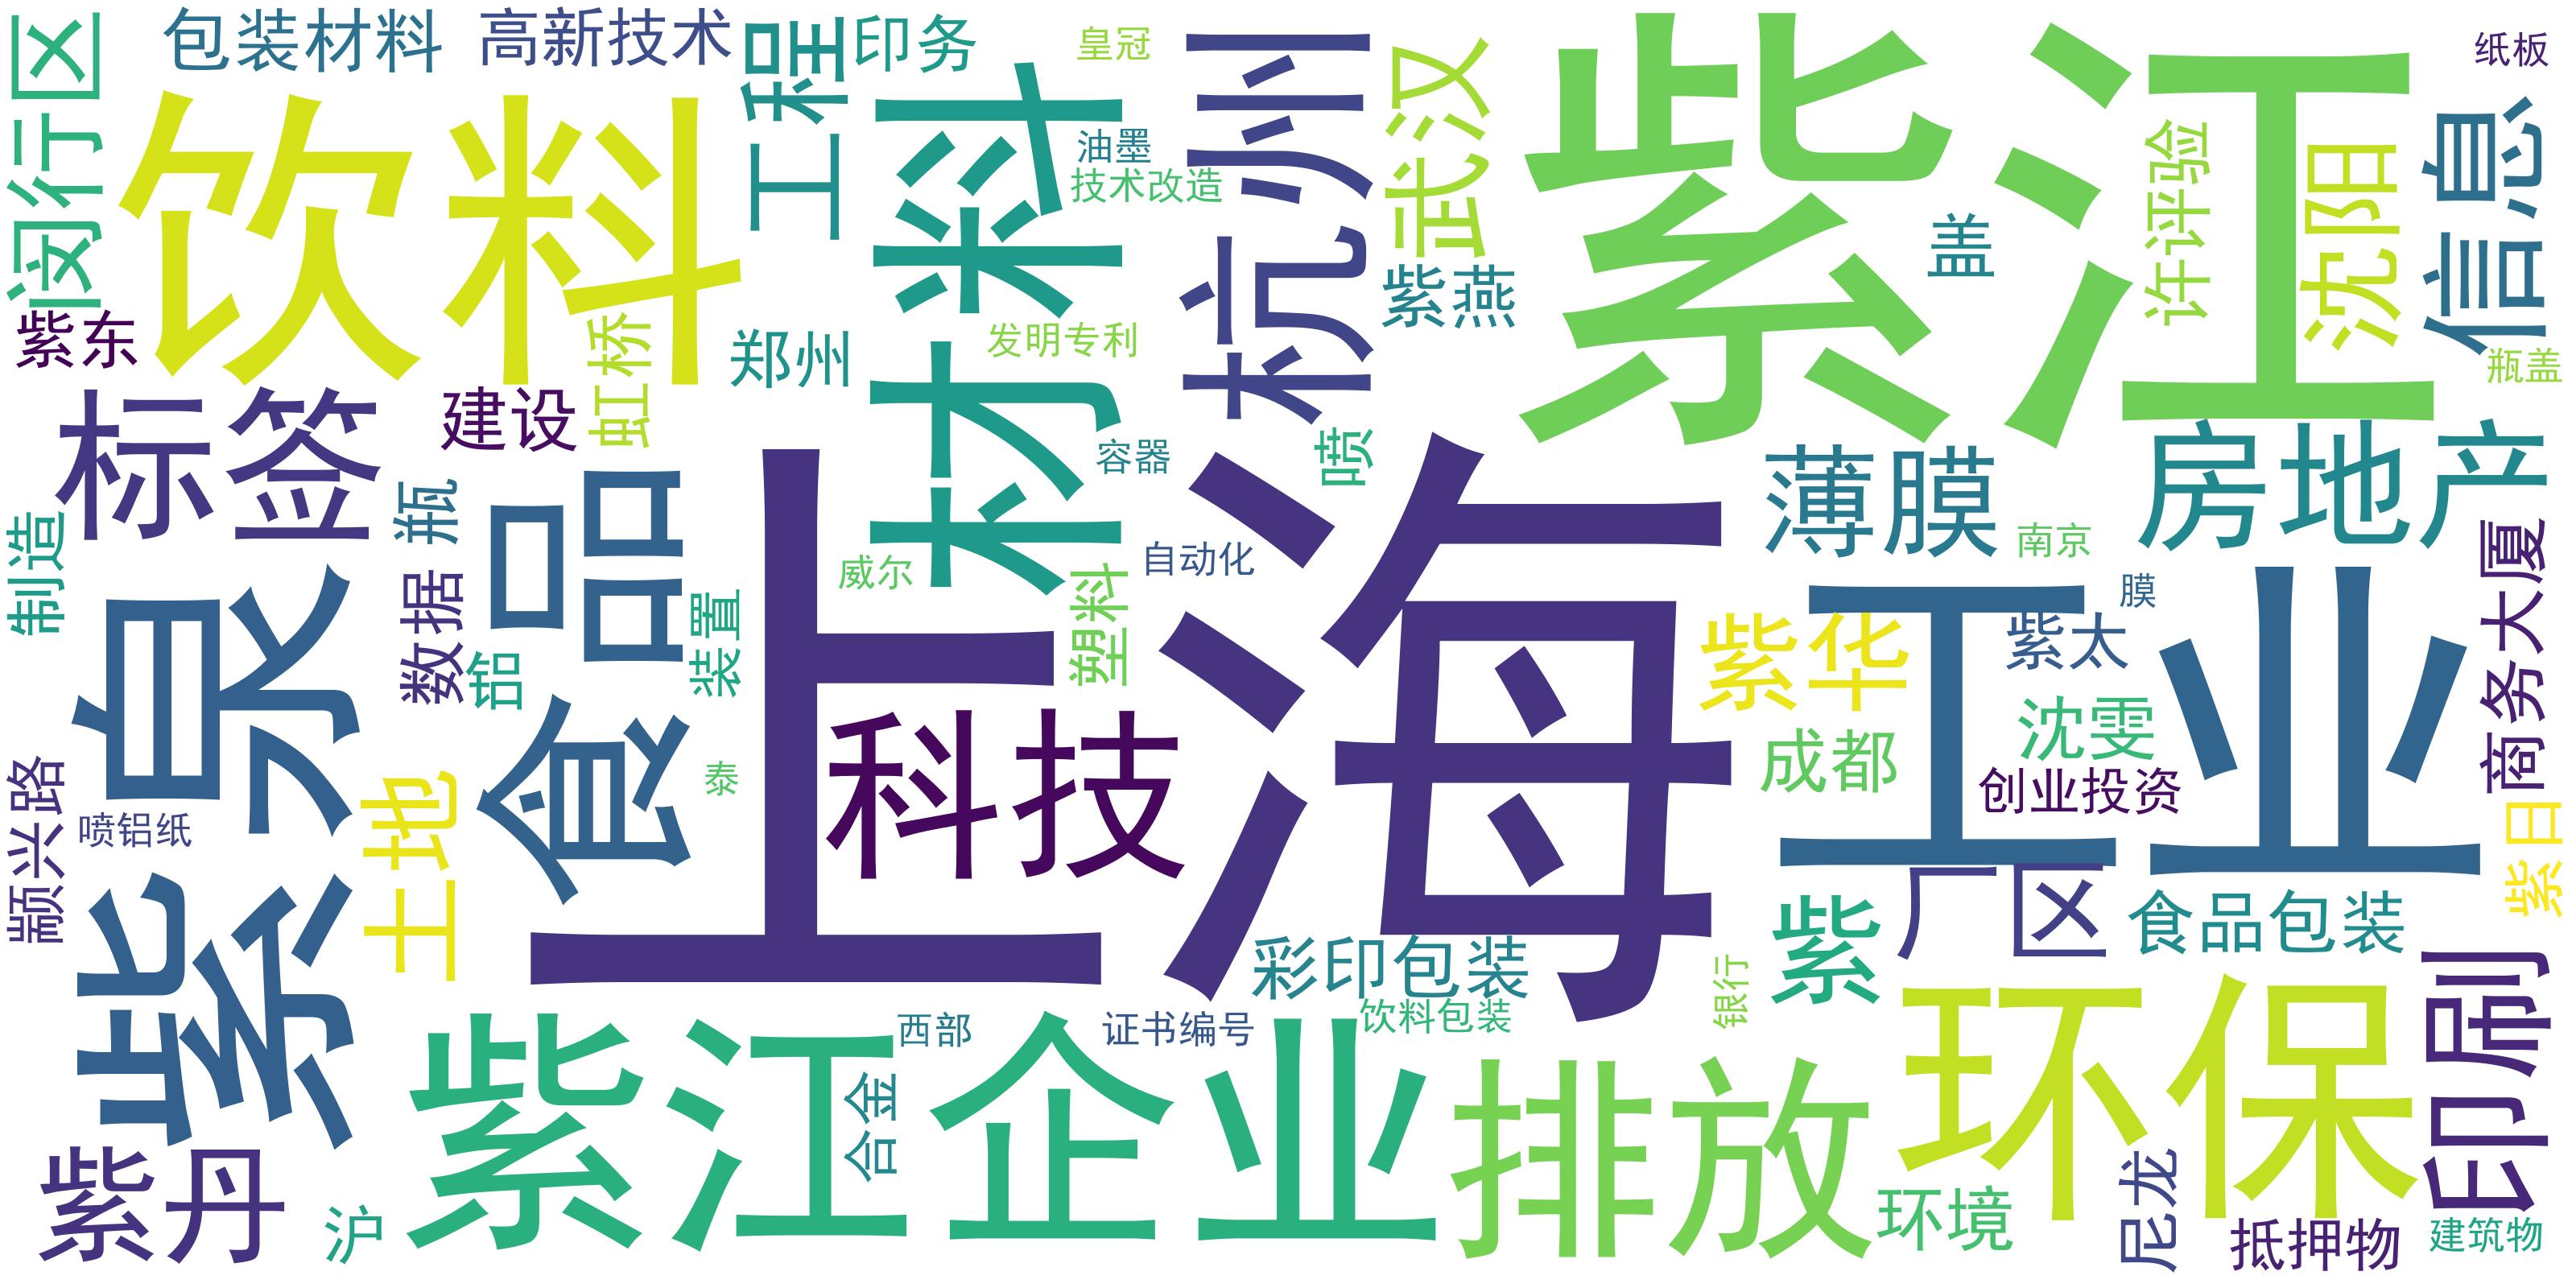 包装材料
高新技术
工程
印务
皇冠
杭州
武汉
紫江
纸板
闵行区
饮料
材料
油墨
技术改造
许评验
沈阳
信息
盖
紫燕
紫东
虹桥
郑州
发明专利
瓶盖
标签
建设
容器
喷
薄膜
房地产
制造
瓶
食品
上海
威尔
自动化
南京
商务大厦
紫泉
数据
铝
装置
塑料
工业
膜
紫华
紫太
科技
沈雯
成都
创业投资
泰
颛兴路
喷铝纸
土地
紫日
厂区
食品包装
紫
彩印包装
印刷
银行
西部
证书编号
饮料包装
紫江企业
排放
环保
合金
紫丹
沪
环境
尼龙
抵押物
建筑物